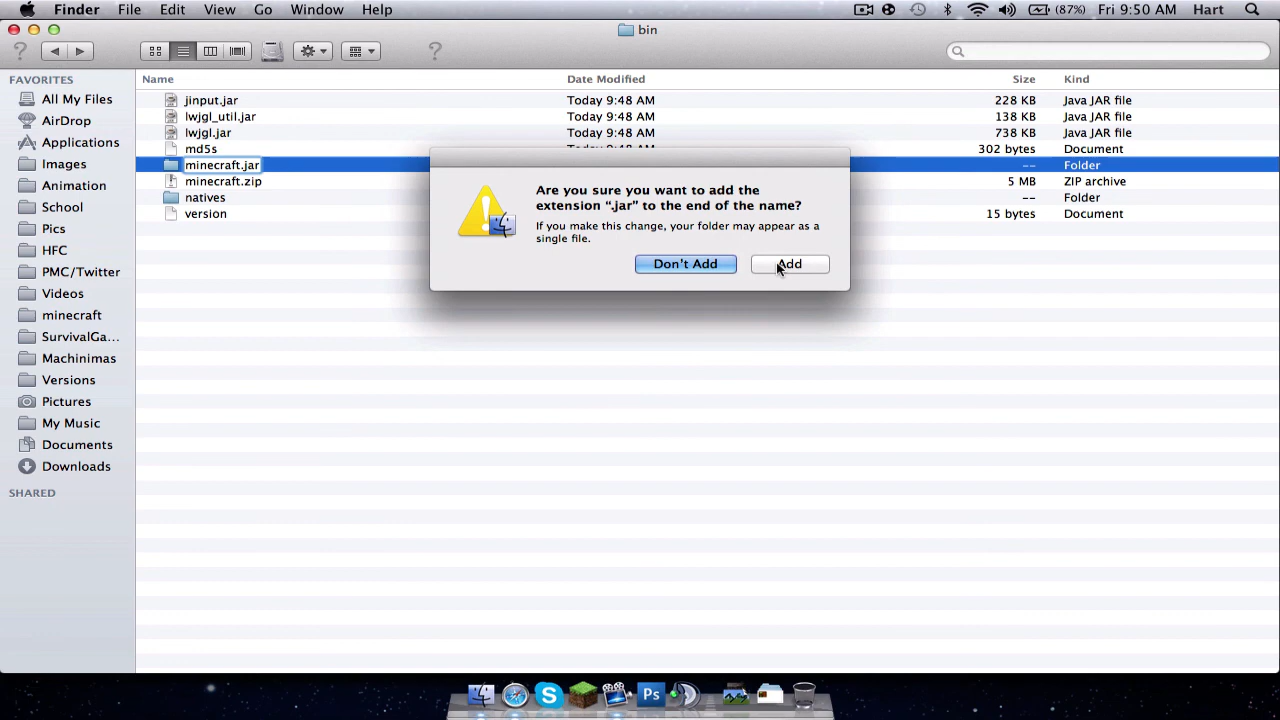 Finder File Edit View Go Window Help (87%) Fri 9:50 AM Hart
bin
FAVORITES
All My Files
AirDrop
Applications
Images
Animation
School
Pics
HFC
PMC/Twitter
Videos
minecraft
SurvivalGa...
Machinimas
Versions
Pictures
My Music
Documents
Downloads
SHARED
Name Date Modified Size Kind
jinput.jar Today 9:48 AM 228 KB Java JAR file
lwjgl_util.jar Today 9:48 AM 138 KB Java JAR file
lwjgl.jar Today 9:48 AM 738 KB Java JAR file
md5s Today 9:48 AM 302 bytes Document
minecraft.jar -- Folder
minecraft.zip 5 MB ZIP archive
natives -- Folder
version 15 bytes Document
Are you sure you want to add the
extension “.jar” to the end of the name?
If you make this change, your folder may appear as a
single file.
Don't Add Add
Ps